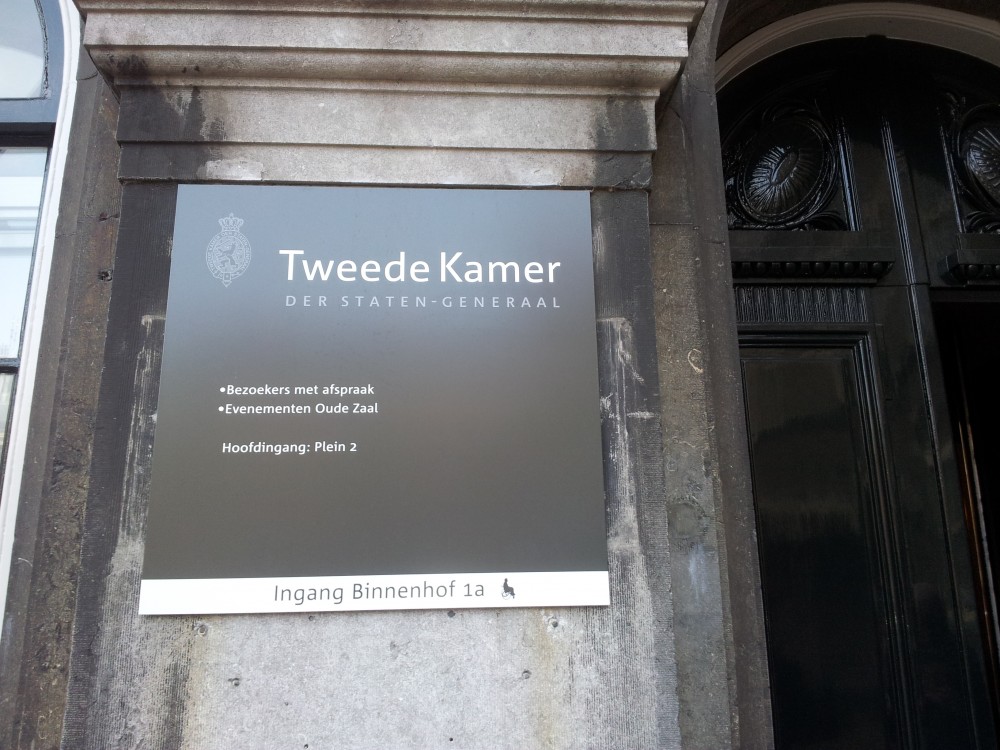 Tweede Kamer
DER STATEN-GENERAAL
•Bezoekers met afspraak
•Evenementen Oude Zaal
Hoofdingang: Plein 2
Ingang Binnenhof 1a